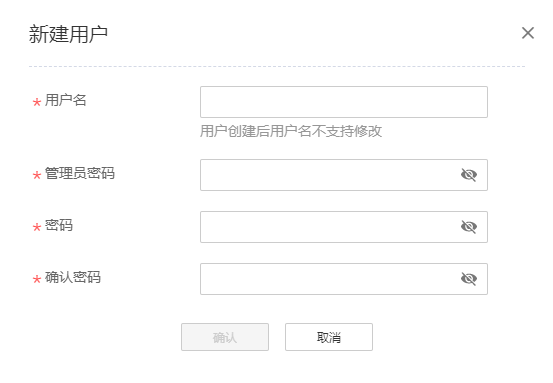 新建用户
* 用户名
用户创建后用户名不支持修改
* 管理员密码
* 密码
* 确认密码
确认 取消